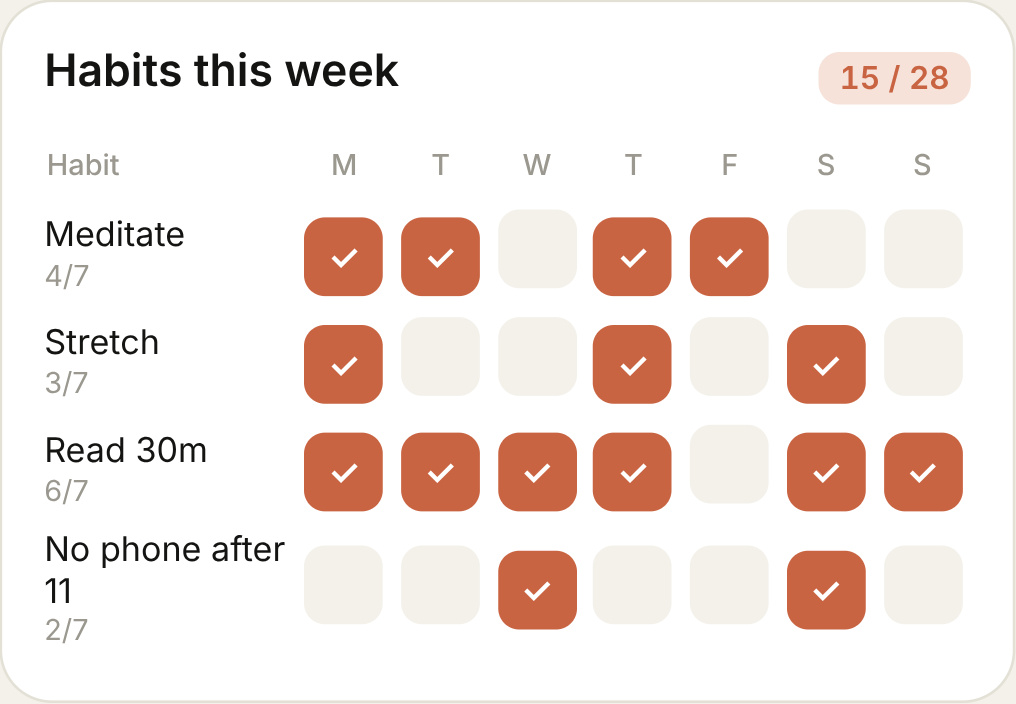 Habits this week
15 / 28
Habit M T W T F S S
Meditate
4/7
Stretch
3/7
Read 30m
6/7
No phone after
11
2/7